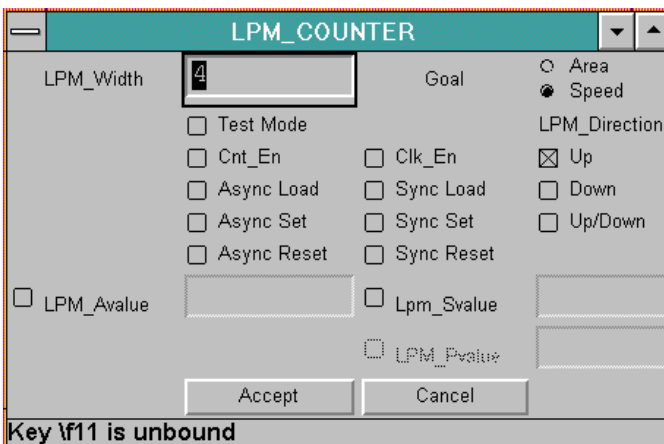 LPM_COUNTER
LPM_Width 4 Goal Area
Speed
Test Mode LPM_Direction
Cnt_En Clk_En Up
Async Load Sync Load Down
Async Set Sync Set Up/Down
Async Reset Sync Reset
LPM_Avalue Lpm_Svalue
LPM_Pvalue
Accept Cancel
Key \f11 is unbound